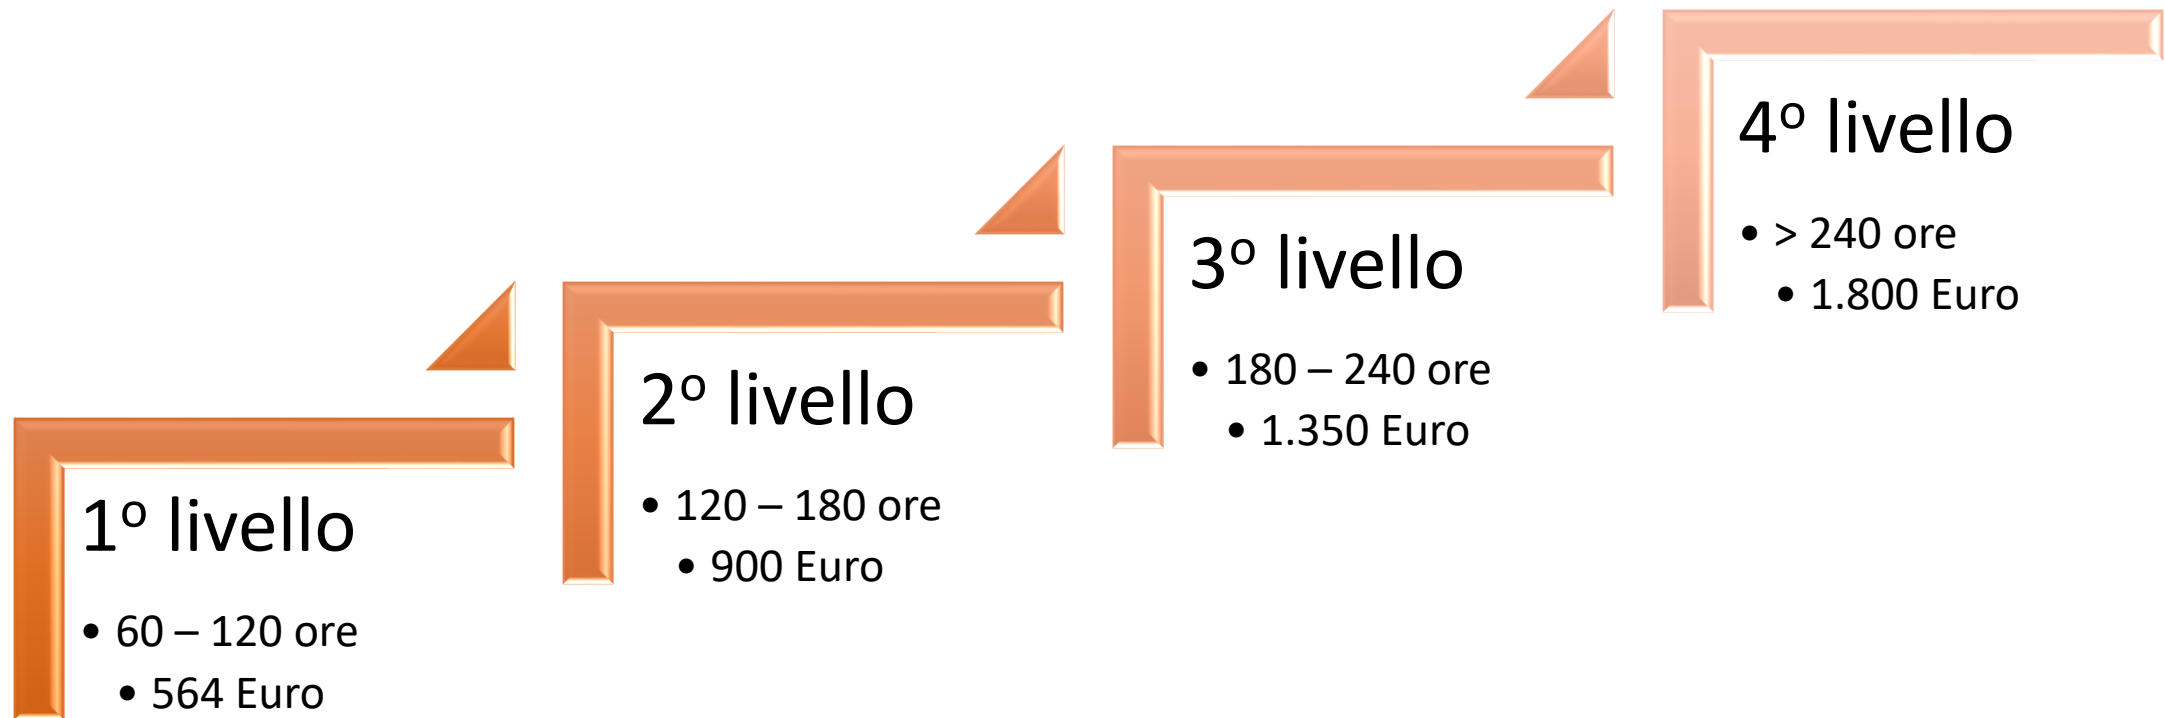 1º livello
• 60 – 120 ore
• 564 Euro
2º livello
• 120 – 180 ore
• 900 Euro
3º livello
• 180 – 240 ore
• 1.350 Euro
4º livello
• > 240 ore
• 1.800 Euro